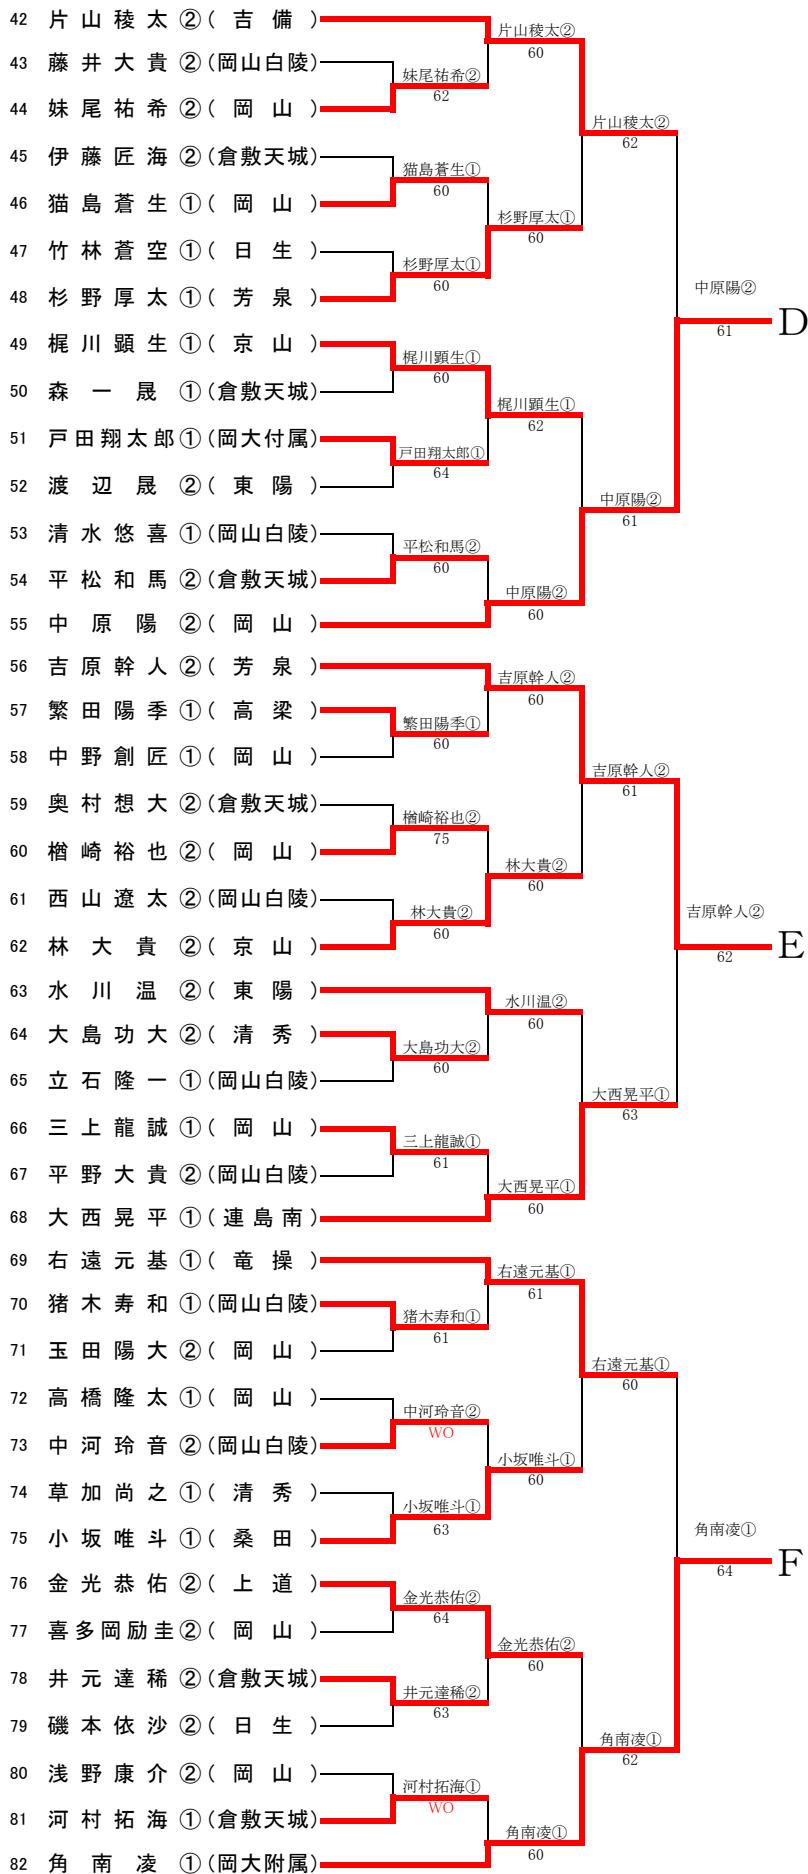 42 片山稜太②(吉備)
片山稜太②
60
43 藤井大貴②(岡山白陵)
妹尾祐希②
62
44 妹尾祐希②(岡山)
片山稜太②
62
45 伊藤匠海②(倉敷天城)
猫島蒼生①
60
46 猫島蒼生①(岡山)
杉野厚太①
60
47 竹林蒼空①(日生)
杉野厚太①
60
48 杉野厚太①(芳泉)
中原陽②
61
D
49 梶川顕生①(京山)
梶川顕生①
60
50 森一晟①(倉敷天城)
梶川顕生①
62
51 戸田翔太郎①(岡大付属)
戸田翔太郎①
64
52 渡辺晟②(東陽)
中原陽②
61
53 清水悠喜①(岡山白陵)
平松和馬②
60
54 平松和馬②(倉敷天城)
中原陽②
60
55 中原陽②(岡山)
56 吉原幹人②(芳泉)
吉原幹人②
60
57 繁田陽季①(高梁)
繁田陽季①
60
58 中野創匠①(岡山)
吉原幹人②
61
59 奥村想大②(倉敷天城)
楢崎裕也②
75
60 楢崎裕也②(岡山)
林大貴②
60
61 西山遼太②(岡山白陵)
林大貴②
60
62 林大貴②(京山)
吉原幹人②
62
E
63 水川温②(東陽)
水川温②
60
64 大島功大②(清秀)
大島功大②
60
65 立石隆一①(岡山白陵)
大西晃平①
63
66 三上龍誠①(岡山)
三上龍誠①
61
67 平野大貴②(岡山白陵)
大西晃平①
60
68 大西晃平①(連島南)
69 右遠元基①(竜操)
右遠元基①
61
70 猪木寿和①(岡山白陵)
猪木寿和①
61
71 玉田陽大②(岡山)
右遠元基①
60
72 高橋隆太①(岡山)
中河玲音②
WO
73 中河玲音②(岡山白陵)
小坂唯斗①
60
74 草加尚之①(清秀)
小坂唯斗①
63
75 小坂唯斗①(桑田)
角南凌①
64
F
76 金光恭佑②(上道)
金光恭佑②
64
77 喜多岡励圭②(岡山)
金光恭佑②
60
78 井元達稀②(倉敷天城)
井元達稀②
63
79 磯本依沙②(日生)
角南凌①
62
80 浅野康介②(岡山)
河村拓海①
WO
81 河村拓海①(倉敷天城)
角南凌①
60
82 角南凌①(岡大附属)